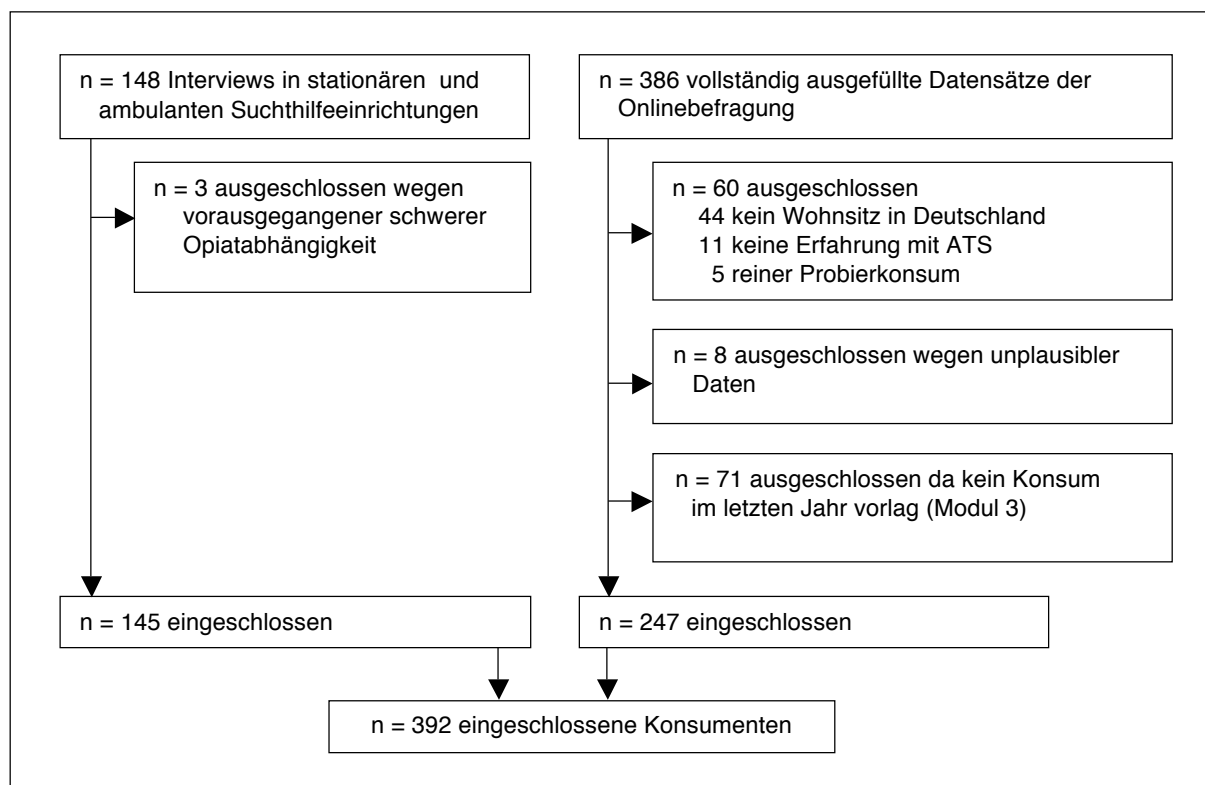 n = 148 Interviews in stationären und
ambulanten Suchthilfeeinrichtungen
n = 3 ausgeschlossen wegen
vorausgegangener schwerer
Opiatabhängigkeit
n = 386 vollständig ausgefüllte Datensätze der
Onlinebefragung
n = 60 ausgeschlossen
44 kein Wohnsitz in Deutschland
11 keine Erfahrung mit ATS
5 reiner Probierkonsum
n = 8 ausgeschlossen wegen unplausibler
Daten
n = 71 ausgeschlossen da kein Konsum
im letzten Jahr vorlag (Modul 3)
n = 145 eingeschlossen
n = 247 eingeschlossen
n = 392 eingeschlossene Konsumenten